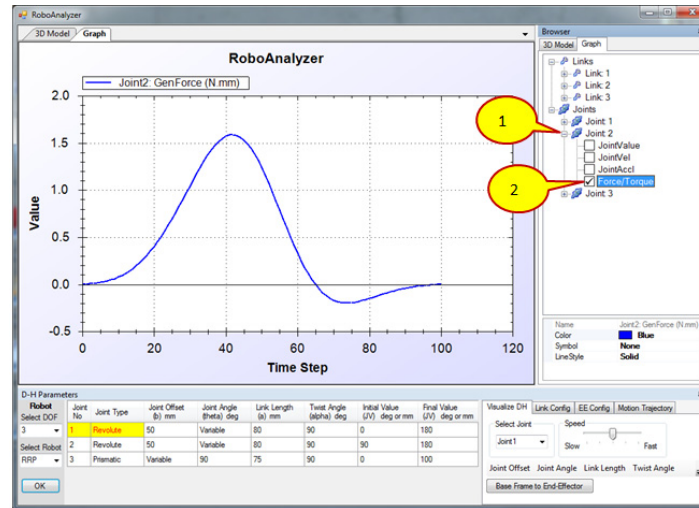 RoboAnalyzer
3D Model Graph
RoboAnalyzer
Joint2: GenForce (N.mm)
2.0
1.5
1.0
0.5
0.0
-0.5
Value
0 20 40 60 80 100 120
Time Step
Browser
3D Model Graph
Links
Link: 1
Link: 2
Link: 3
Joints
Joint: 1
1
Joint: 2
JointValue
JointVel
JointAccl
2
Force/Torque
Joint: 3
Name Joint2: GenForce (N.mm)
Color Blue
Symbol None
LineStyle Solid
D-H Parameters
Robot
Select DOF
3
Select Robot
RRP
OK
Joint No Joint Type Joint Offset (b) mm Joint Angle (theta) deg Link Length (a) mm Twist Angle (alpha) deg Initial Value (JV) deg or mm Final Value (JV) deg or mm
1 Revolute 50 Variable 80 90 0 180
2 Revolute 50 Variable 80 90 90 180
3 Prismatic Variable 90 75 90 0 100
Visualize DH Link Config EE Config Motion Trajectory
Select Joint
Joint1
Speed
Slow Fast
Joint Offset Joint Angle Link Length Twist Angle
Base Frame to End-Effector